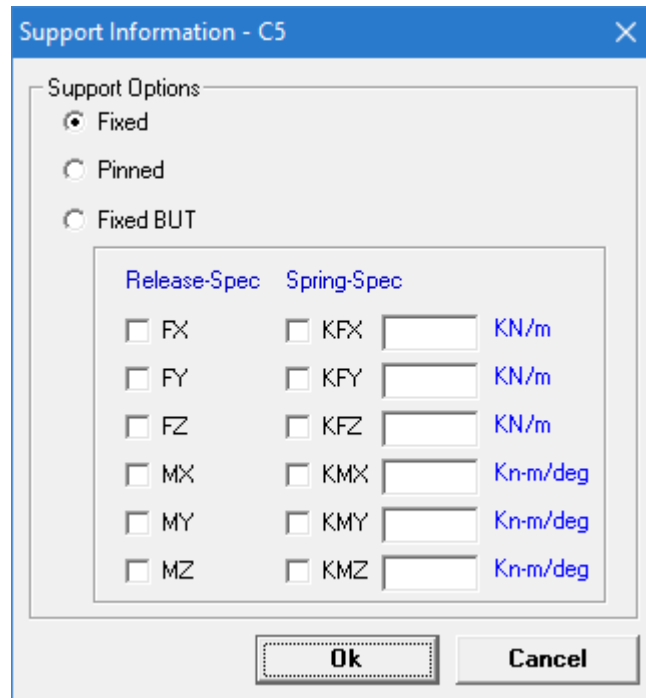 Support Information - C5
Support Options
Fixed
Pinned
Fixed BUT
Release-Spec Spring-Spec
FX KFX KN/m
FY KFY KN/m
FZ KFZ KN/m
MX KMX Kn-m/deg
MY KMY Kn-m/deg
MZ KMZ Kn-m/deg
Ok Cancel